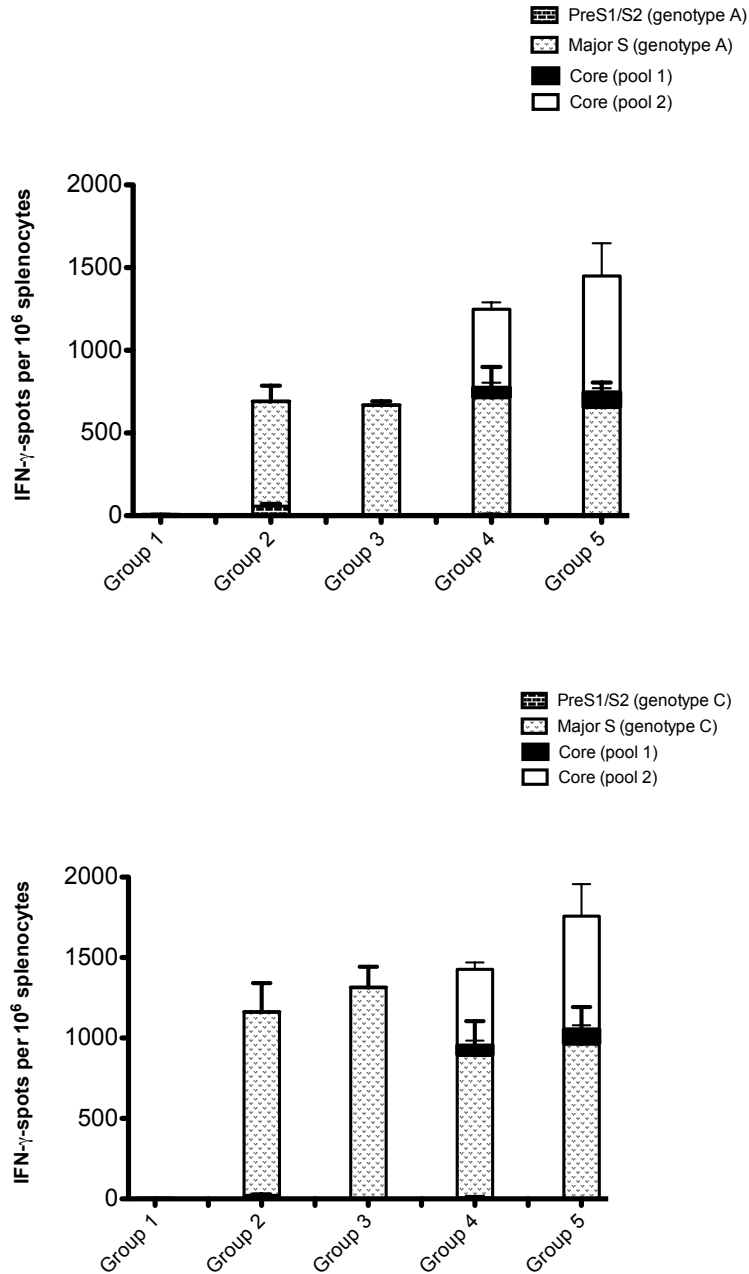 PreS1/S2 (genotype A)
Major S (genotype A)
Core (pool 1)
Core (pool 2)
IFN-γ-spots per 10⁶ splenocytes
2000
1500
1000
500
0
Group 1
Group 2
Group 3
Group 4
Group 5
PreS1/S2 (genotype C)
Major S (genotype C)
Core (pool 1)
Core (pool 2)
IFN-γ-spots per 10⁶ splenocytes
2000
1500
1000
500
0
Group 1
Group 2
Group 3
Group 4
Group 5